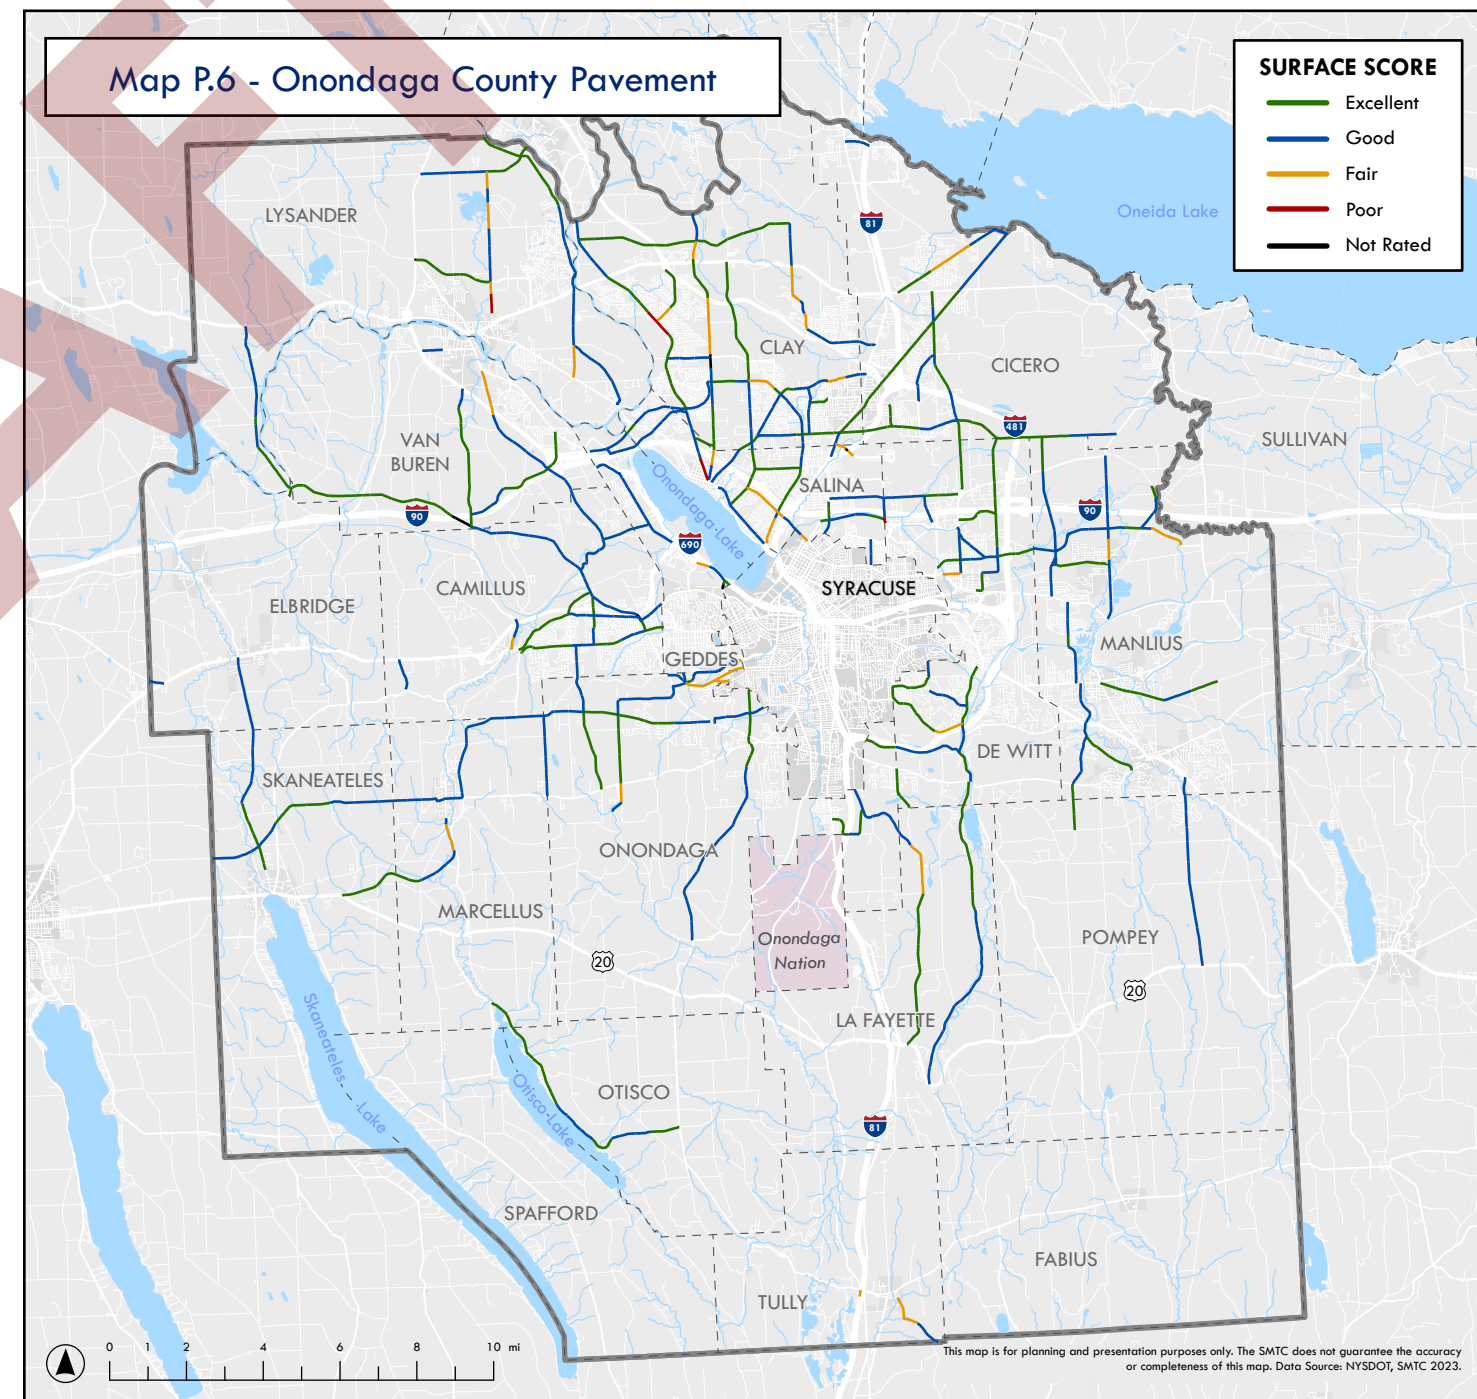 Map P.6 - Onondaga County Pavement
SURFACE SCORE
Excellent
Good
Fair
Poor
Not Rated
Oneida Lake
LYSANDER
81
CLAY
CICERO
481
SULLIVAN
VAN
BUREN
Onondaga Lake
SALINA
90
90
690
ELBRIDGE
CAMILLUS
SYRACUSE
MANLIUS
GEDDES
DE WITT
SKANEATELES
ONONDAGA
MARCELLUS
Onondaga
Nation
POMPEY
20
20
Skaneateles
Lake
LA FAYETTE
Otisco Lake
OTISCO
81
SPAFFORD
FABIUS
TULLY
0 1 2 4 6 8 10 mi
This map is for planning and presentation purposes only. The SMTC does not guarantee the accuracy
or completeness of this map. Data Source: NYSDOT, SMTC 2023.